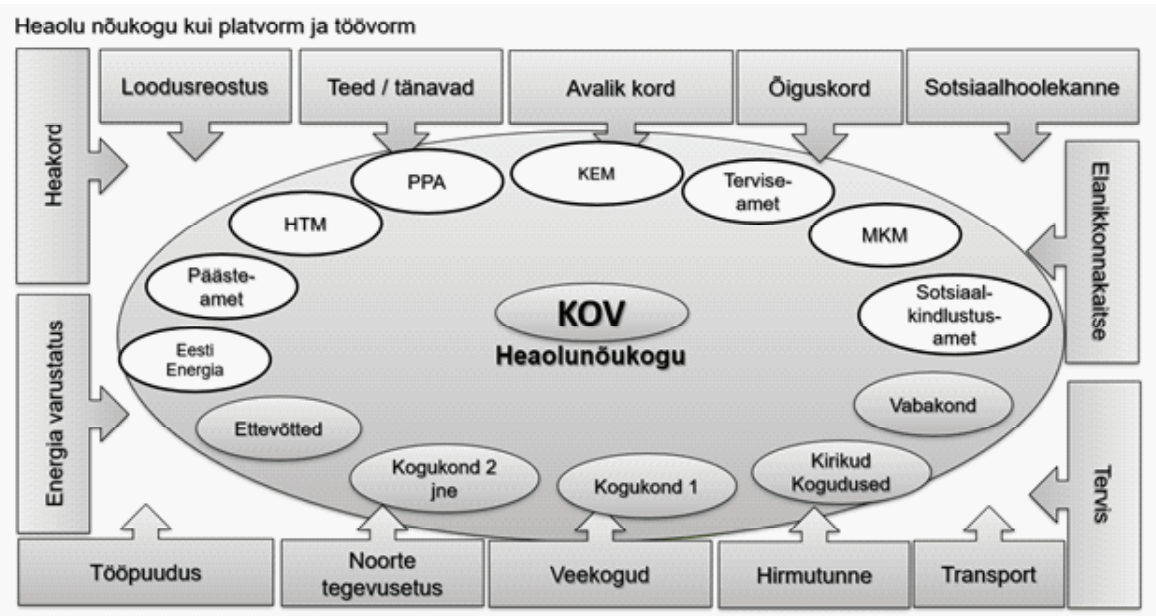 Heaolu nõukogu kui platvorm ja töövorm
Loodusreostus
Teed / tänavad
Avalik kord
Õiguskord
Sotsiaalhoolekanne
Heakord
Elanikkonnakaitse
PPA
KEM
Tervise-
amet
HTM
MKM
Pääste-
amet
Sotsiaal-
kindlustus-
amet
KOV
Heaolunõukogu
Eesti
Energia
Energia varustatus
Vabakond
Ettevõtted
Kogukond 2
jne
Kogukond 1
Kirikud
Kogudused
Tervis
Tööpuudus
Noorte
tegevusetus
Veekogud
Hirmutunne
Transport